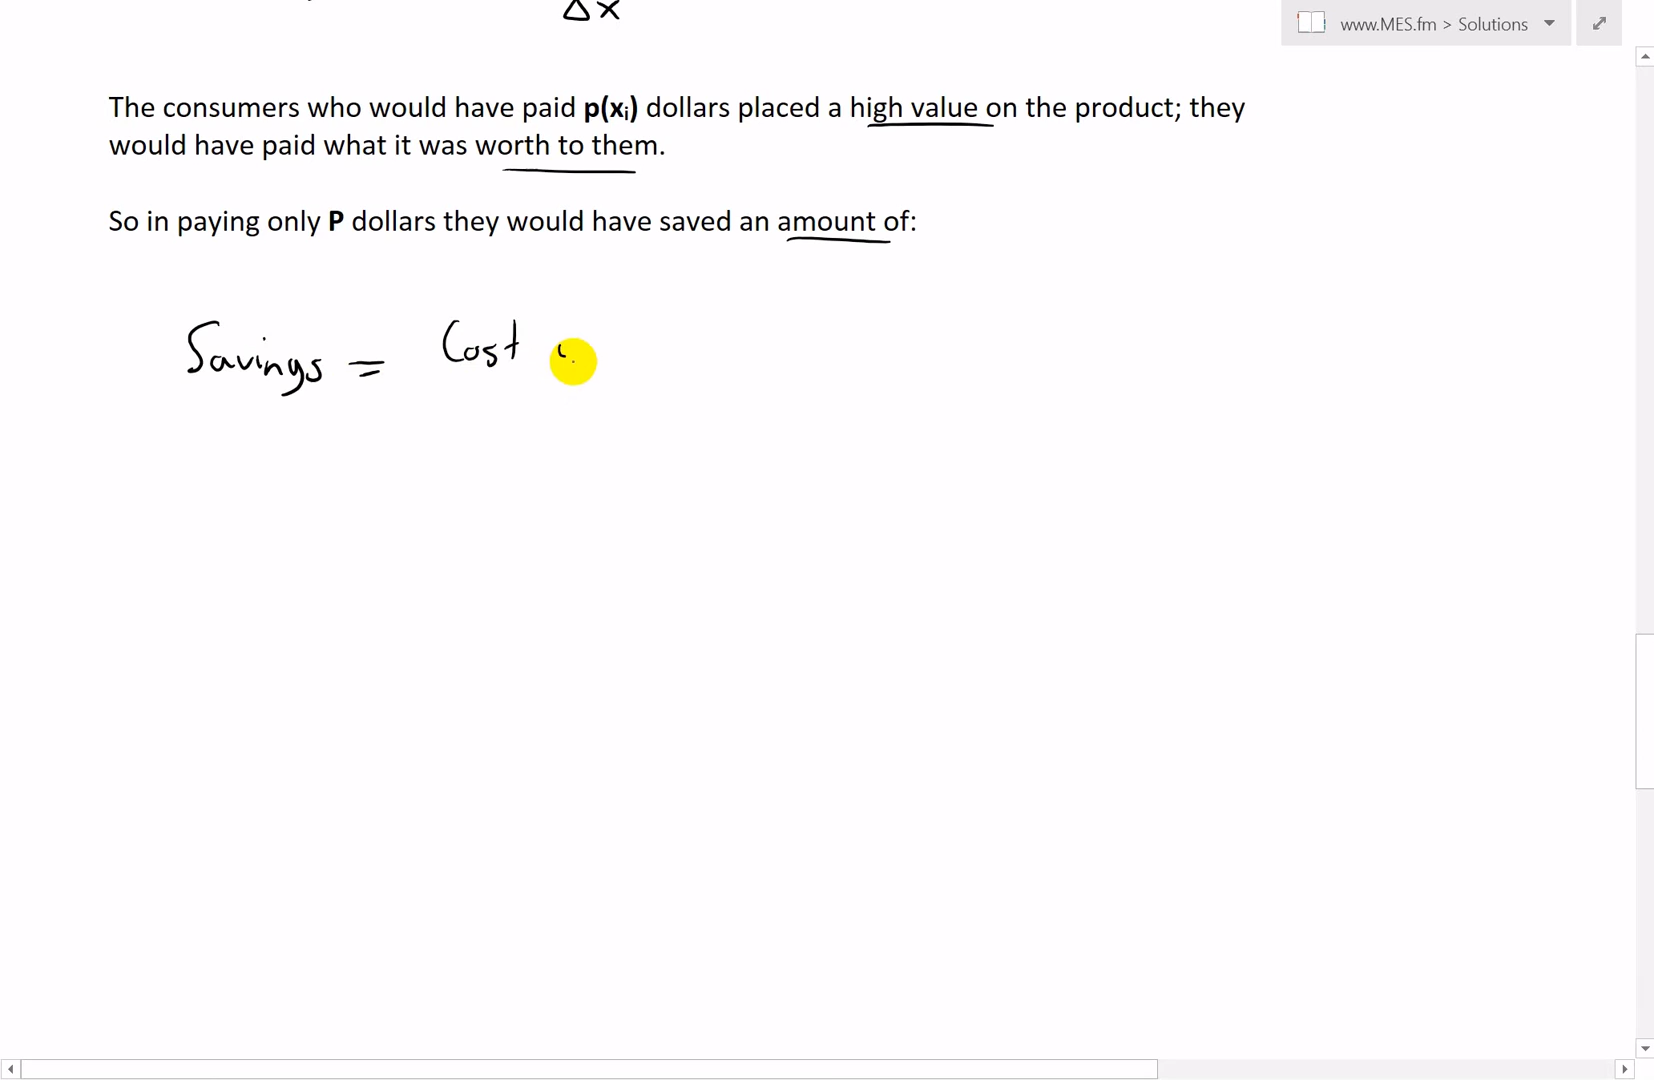 Δx
www.MES.fm > Solutions
The consumers who would have paid p(xᵢ) dollars placed a high value on the product; they
would have paid what it was worth to them.
So in paying only P dollars they would have saved an amount of:
Savings = Cost